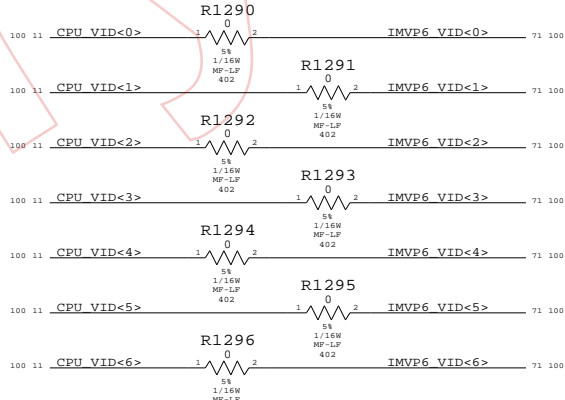 R1290
0
100 11 CPU_VID<0> 1 2 IMVP6_VID<0> 71 100
5%
1/16W
MF-LF
402
R1291
0
100 11 CPU_VID<1> 1 2 IMVP6_VID<1> 71 100
5%
1/16W
MF-LF
402
R1292
0
100 11 CPU_VID<2> 1 2 IMVP6_VID<2> 71 100
5%
1/16W
MF-LF
402
R1293
0
100 11 CPU_VID<3> 1 2 IMVP6_VID<3> 71 100
5%
1/16W
MF-LF
402
R1294
0
100 11 CPU_VID<4> 1 2 IMVP6_VID<4> 71 100
5%
1/16W
MF-LF
402
R1295
0
100 11 CPU_VID<5> 1 2 IMVP6_VID<5> 71 100
5%
1/16W
MF-LF
402
R1296
0
100 11 CPU_VID<6> 1 2 IMVP6_VID<6> 71 100
5%
1/16W
MF-LF